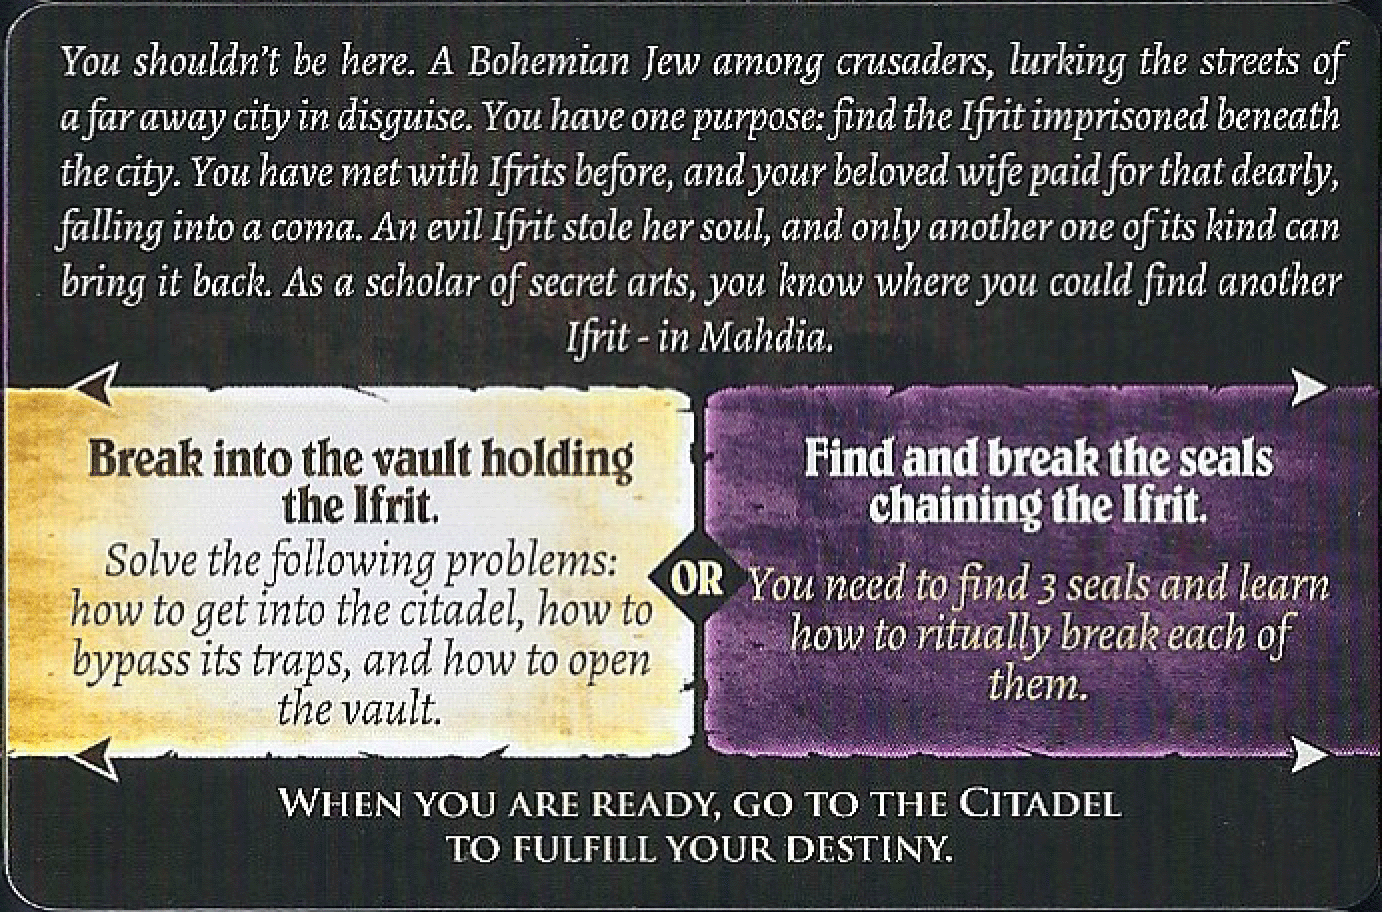 You shouldn't be here. A Bohemian Jew among crusaders, lurking the streets of
a far away city in disguise. You have one purpose: find the Ifrit imprisoned beneath
the city. You have met with Ifrits before, and your beloved wife paid for that dearly,
falling into a coma. An evil Ifrit stole her soul, and only another one of its kind can
bring it back. As a scholar of secret arts, you know where you could find another
Ifrit - in Mahdia.
Break into the vault holding
the Ifrit.
Solve the following problems:
how to get into the citadel, how to
bypass its traps, and how to open
the vault.
OR
Find and break the seals
chaining the Ifrit.
You need to find 3 seals and learn
how to ritually break each of
them.
WHEN YOU ARE READY, GO TO THE CITADEL
TO FULFILL YOUR DESTINY.